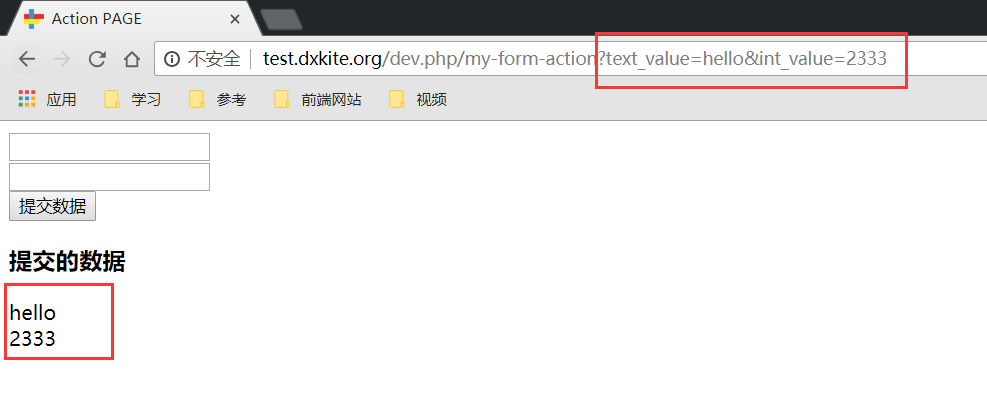 Action PAGE
不安全 test.dxkite.org/dev.php/my-form-action?text_value=hello&int_value=2333
应用 学习 参考 前端网站 视频
提交数据
提交的数据
hello
2333